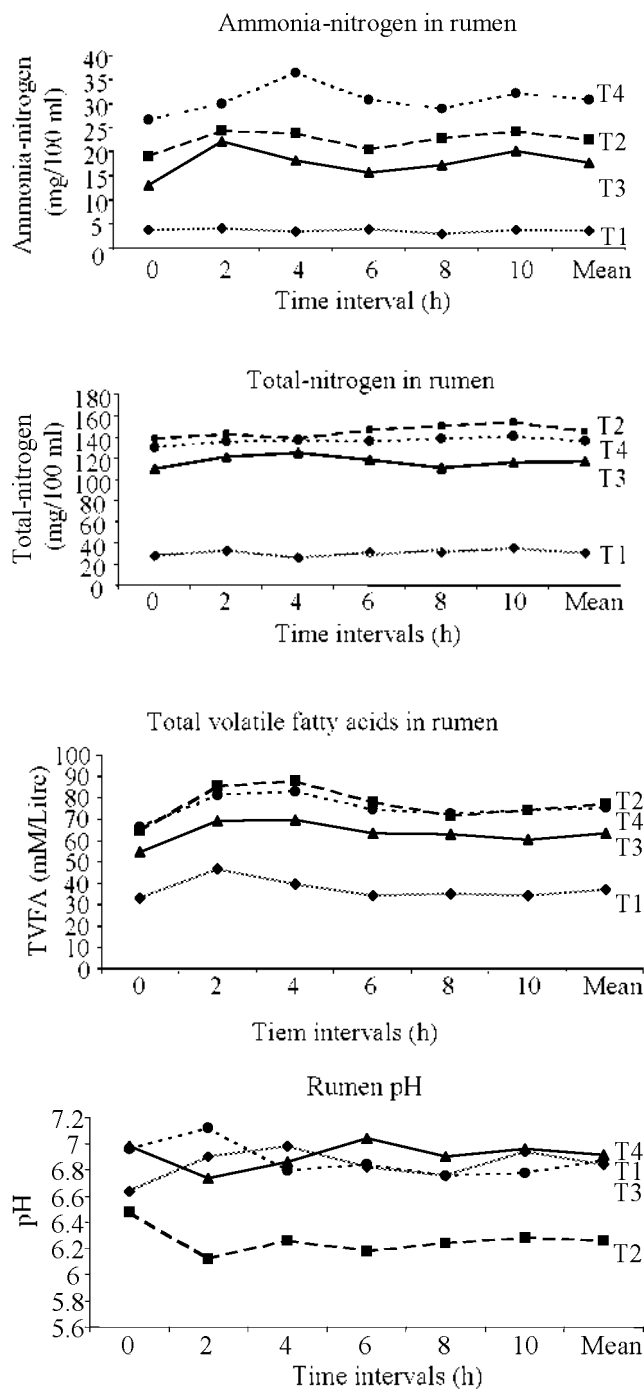 Ammonia-nitrogen in rumen
Ammonia-nitrogen
(mg/100 ml)
40
35
30
25
20
15
10
5
0
T4
T2
T3
T1
0 2 4 6 8 10 Mean
Time interval (h)
Total-nitrogen in rumen
Total-nitrogen
(mg/100 ml)
180
160
140
120
100
80
60
40
20
0
T2
T4
T3
T1
0 2 4 6 8 10 Mean
Time intervals (h)
Total volatile fatty acids in rumen
TVFA (mM/Litre)
100
90
80
70
60
50
40
30
20
10
0
T2
T4
T3
T1
0 2 4 6 8 10 Mean
Tiem intervals (h)
Rumen pH
pH
7.2
7
6.8
6.6
6.4
6.2
6
5.8
5.6
T4
T1
T3
T2
0 2 4 6 8 10 Mean
Time intervals (h)